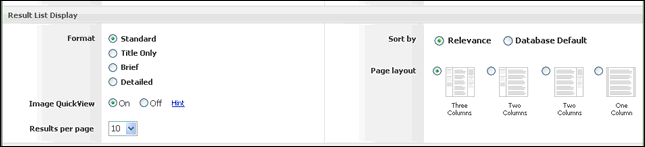 Result List Display
Format
Standard
Title Only
Brief
Detailed
Image QuickView
On
Off
Hint
Results per page
10
Sort by
Relevance
Database Default
Page layout
Three Columns
Two Columns
Two Columns
One Column